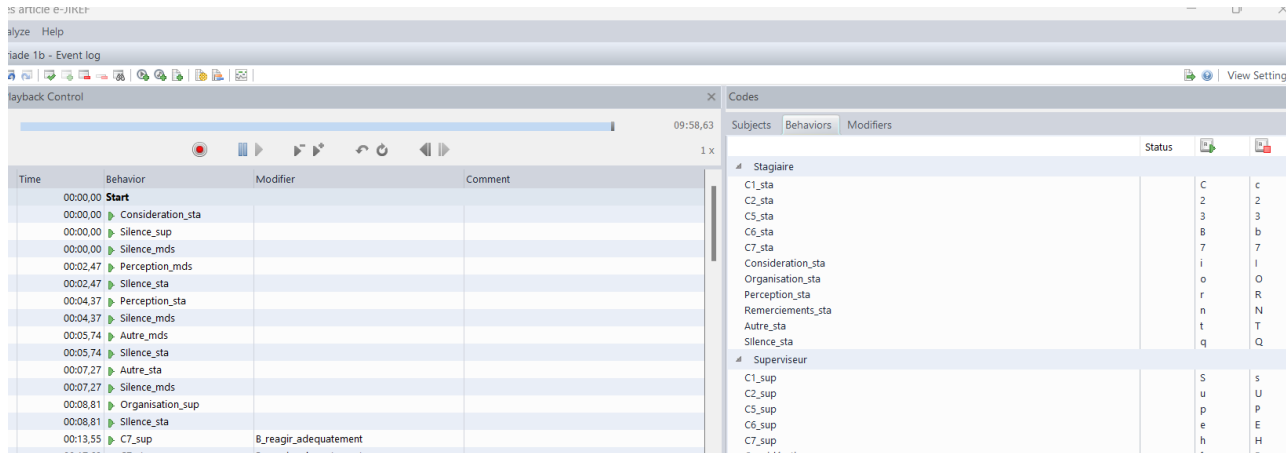 es article e-JIREF
alyze Help
riade 1b - Event log
View Setting
Playback Control
09:58,63
1 x
Time Behavior Modifier Comment
00:00,00 Start
00:00,00 Consideration_sta
00:00,00 Silence_sup
00:00,00 Silence_mds
00:02,47 Perception_mds
00:02,47 SIlence_sta
00:04,37 Perception_sta
00:04,37 Silence_mds
00:05,74 Autre_mds
00:05,74 SIlence_sta
00:07,27 Autre_sta
00:07,27 Silence_mds
00:08,81 Organisation_sup
00:08,81 SIlence_sta
00:13,55 C7_sup B_reagir_adequatement
Codes
Subjects Behaviors Modifiers
Status
Stagiaire
C1_sta C c
C2_sta 2 2
C5_sta 3 3
C6_sta B b
C7_sta 7 7
Consideration_sta i I
Organisation_sta o O
Perception_sta r R
Remerciements_sta n N
Autre_sta t T
SIlence_sta q Q
Superviseur
C1_sup S s
C2_sup u U
C5_sup p P
C6_sup e E
C7_sup h H